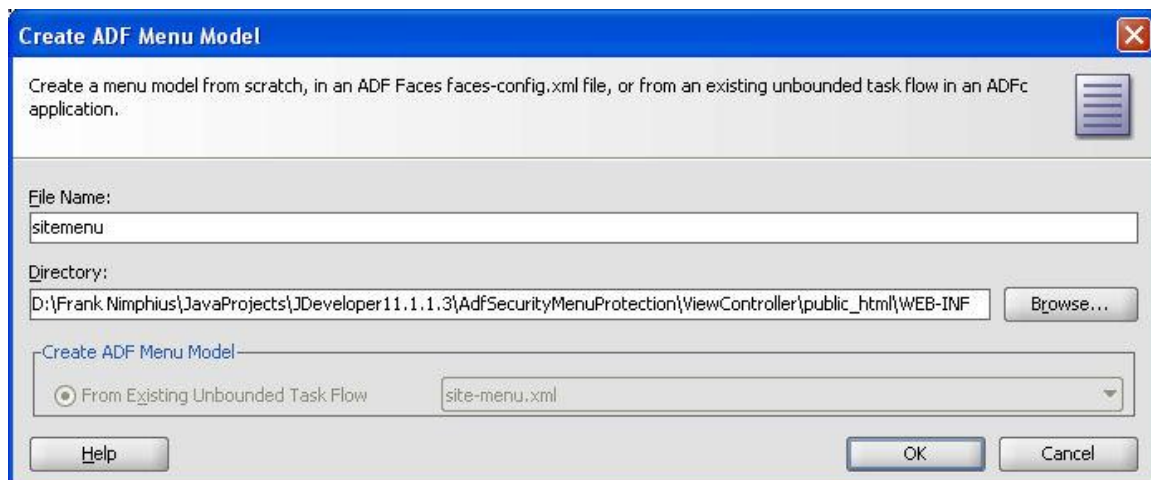 Create ADF Menu Model
Create a menu model from scratch, in an ADF Faces faces-config.xml file, or from an existing unbounded task flow in an ADFc
application.
File Name:
sitemenu
Directory:
D:\Frank Nimphius\JavaProjects\JDeveloper11.1.1.3\AdfSecurityMenuProtection\ViewController\public_html\WEB-INF
Browse...
Create ADF Menu Model
From Existing Unbounded Task Flow
site-menu.xml
Help
OK
Cancel